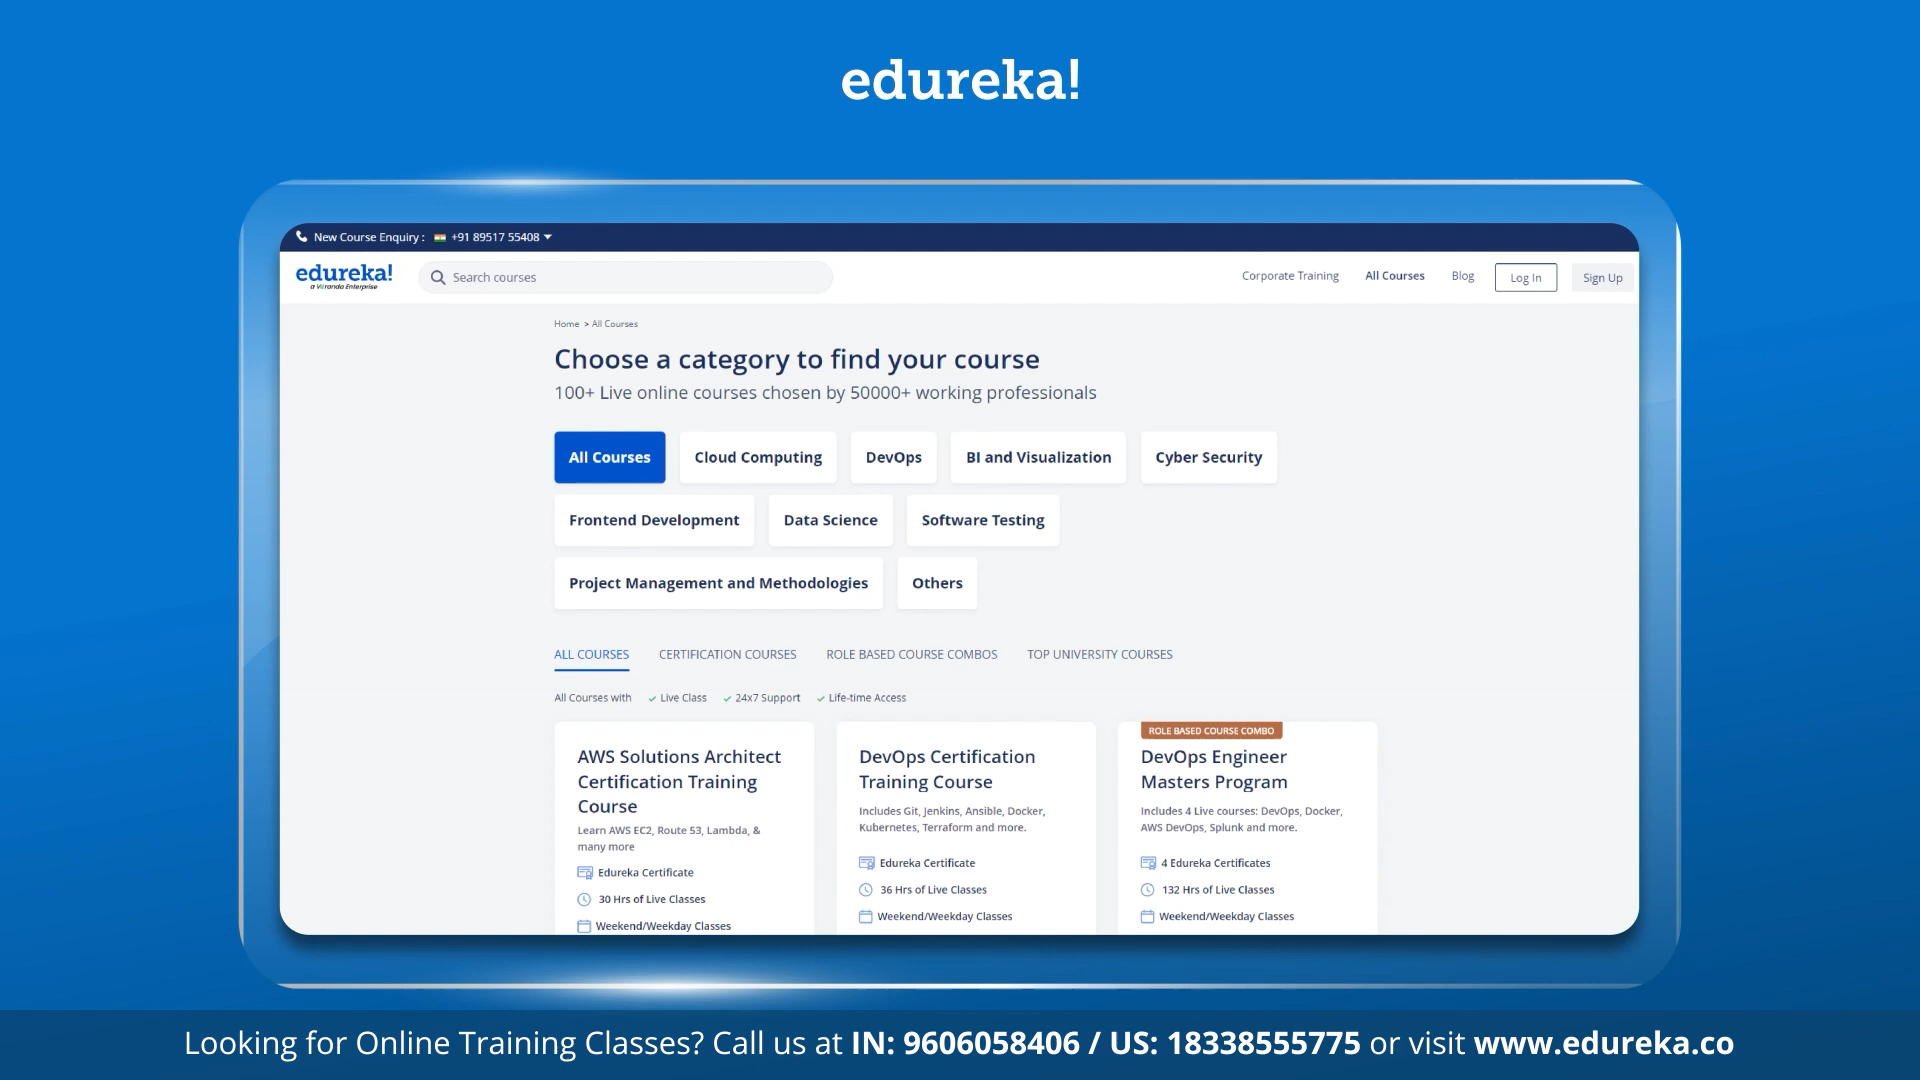 edureka!
New Course Enquiry : +91 89517 55408
edureka!
a Veranda Enterprise
Search courses
Corporate Training
All Courses
Blog
Log In
Sign Up
Home > All Courses
Choose a category to find your course
100+ Live online courses chosen by 50000+ working professionals
All Courses
Cloud Computing
DevOps
BI and Visualization
Cyber Security
Frontend Development
Data Science
Software Testing
Project Management and Methodologies
Others
ALL COURSES
CERTIFICATION COURSES
ROLE BASED COURSE COMBOS
TOP UNIVERSITY COURSES
All Courses with
Live Class
24x7 Support
Life-time Access
AWS Solutions Architect
Certification Training
Course
Learn AWS EC2, Route 53, Lambda, &
many more
Edureka Certificate
30 Hrs of Live Classes
Weekend/Weekday Classes
DevOps Certification
Training Course
Includes Git, Jenkins, Ansible, Docker,
Kubernetes, Terraform and more.
Edureka Certificate
36 Hrs of Live Classes
Weekend/Weekday Classes
ROLE BASED COURSE COMBO
DevOps Engineer
Masters Program
Includes 4 Live courses: DevOps, Docker,
AWS DevOps, Splunk and more.
4 Edureka Certificates
132 Hrs of Live Classes
Weekend/Weekday Classes
Looking for Online Training Classes? Call us at IN: 9606058406 / US: 18338555775 or visit www.edureka.co